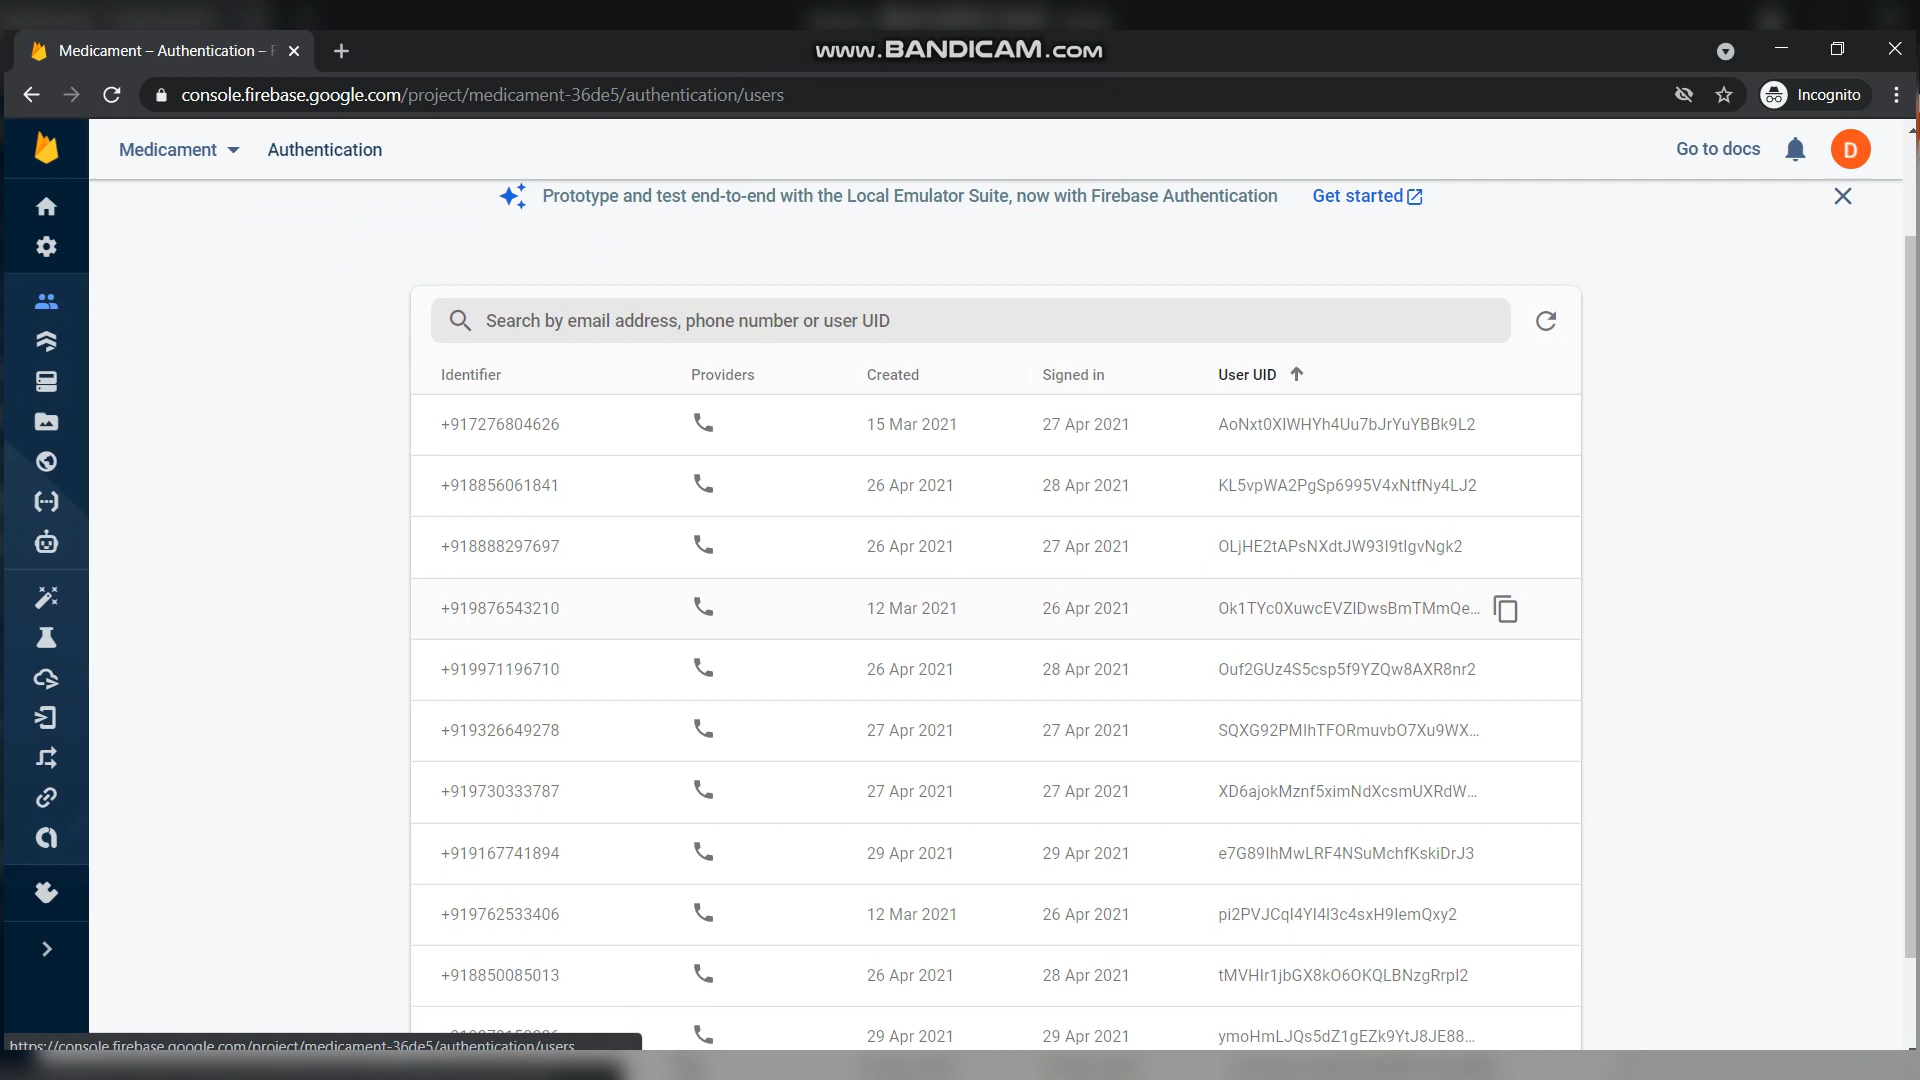 Medicament – Authentication –
www.BANDICAM.com
console.firebase.google.com/project/medicament-36de5/authentication/users
Incognito
Medicament
Authentication
Go to docs
D
Prototype and test end-to-end with the Local Emulator Suite, now with Firebase Authentication
Get started
Search by email address, phone number or user UID
Identifier Providers Created Signed in User UID
+917276804626 15 Mar 2021 27 Apr 2021 AoNxt0XIWHYh4Uu7bJrYuYBBk9L2
+918856061841 26 Apr 2021 28 Apr 2021 KL5vpWA2PgSp6995V4xNtfNy4LJ2
+918888297697 26 Apr 2021 27 Apr 2021 OLjHE2tAPsNXdtJW93I9tIgvNgk2
+919876543210 12 Mar 2021 26 Apr 2021 Ok1TYc0XuwcEVZIDwsBmTMmQe...
+919971196710 26 Apr 2021 28 Apr 2021 Ouf2GUz4S5csp5f9YZQw8AXR8nr2
+919326649278 27 Apr 2021 27 Apr 2021 SQXG92PMIhTFORmuvbO7Xu9WX...
+919730333787 27 Apr 2021 27 Apr 2021 XD6ajokMznf5ximNdXcsmUXRdW...
+919167741894 29 Apr 2021 29 Apr 2021 e7G89IhMwLRF4NSuMchfKskiDrJ3
+919762533406 12 Mar 2021 26 Apr 2021 pi2PVJCqI4YI4I3c4sxH9IemQxy2
+918850085013 26 Apr 2021 28 Apr 2021 tMVHIr1jbGX8kO6OKQLBNzgRrpI2
29 Apr 2021 29 Apr 2021 ymoHmLJQs5dZ1gEZk9YtJ8JE88...
https://console.firebase.google.com/project/medicament-36de5/authentication/users